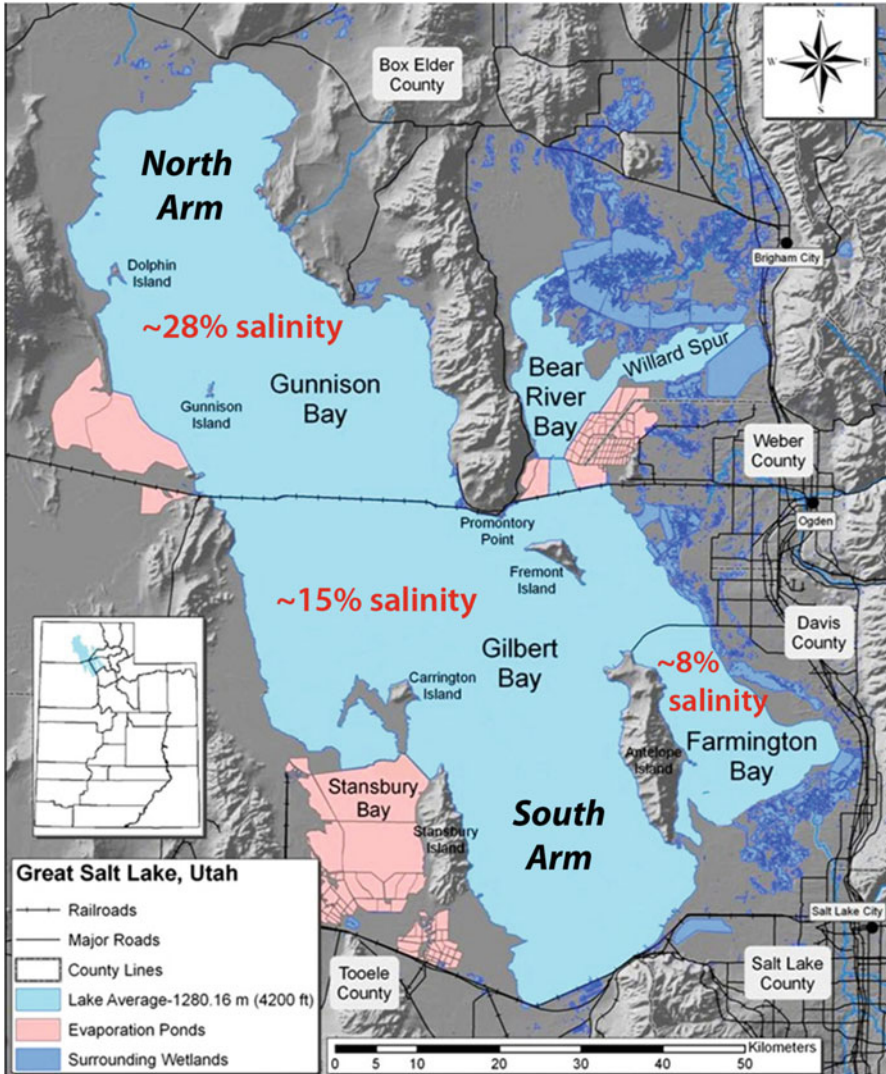 N
W
E
S
Box Elder
County
North
Arm
Dolphin
Island
Brigham City
~28% salinity
Willard Spur
Bear
River
Bay
Gunnison
Bay
Gunnison
Island
Weber
County
Ogden
Promontory
Point
Fremont
Island
~15% salinity
Davis
County
Gilbert
Bay
~8%
salinity
Carrington
Island
Farmington
Bay
Antelope
Island
Stansbury
Bay
Stansbury
Island
South
Arm
Great Salt Lake, Utah
Railroads
Major Roads
County Lines
Lake Average-1280.16 m (4200 ft)
Evaporation Ponds
Surrounding Wetlands
Salt Lake City
Tooele
County
Salt Lake
County
Kilometers
0 5 10 20 30 40 50